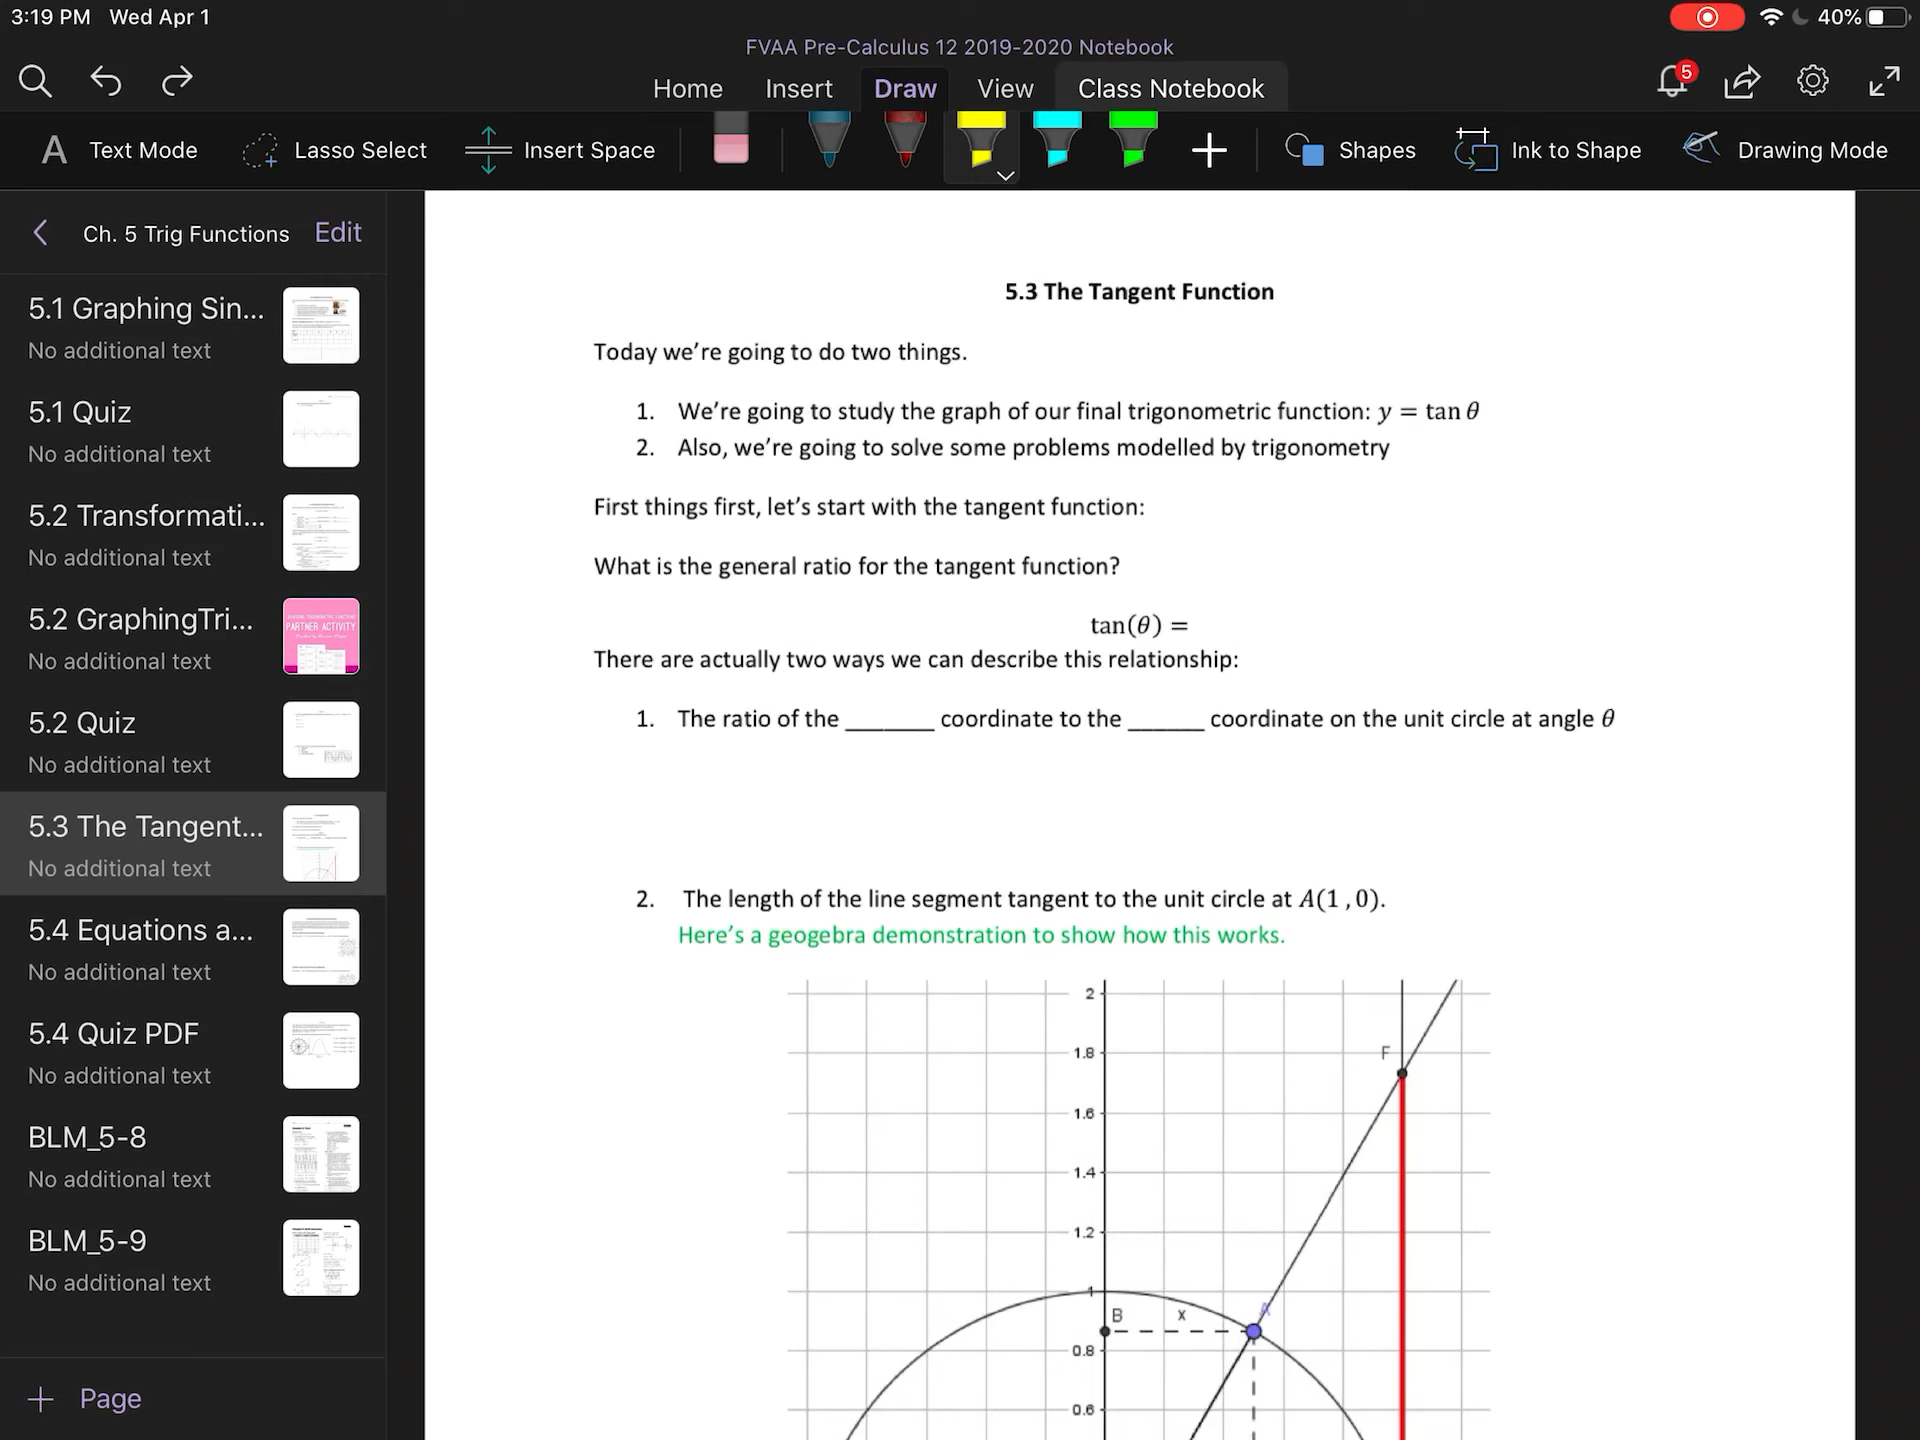 3:19 PM Wed Apr 1
40%
FVAA Pre-Calculus 12 2019-2020 Notebook
Home Insert Draw View Class Notebook
5
Text Mode Lasso Select Insert Space Shapes Ink to Shape Drawing Mode
Ch. 5 Trig Functions Edit
5.1 Graphing Sin...
No additional text
5.1 Quiz
No additional text
5.2 Transformati...
No additional text
5.2 GraphingTri...
No additional text
PARTNER ACTIVITY
5.2 Quiz
No additional text
5.3 The Tangent...
No additional text
5.4 Equations a...
No additional text
5.4 Quiz PDF
No additional text
BLM_5-8
No additional text
BLM_5-9
No additional text
Page
5.3 The Tangent Function
Today we’re going to do two things.
1. We’re going to study the graph of our final trigonometric function: y = tan θ
2. Also, we’re going to solve some problems modelled by trigonometry
First things first, let’s start with the tangent function:
What is the general ratio for the tangent function?
tan(θ) =
There are actually two ways we can describe this relationship:
1. The ratio of the _______ coordinate to the ______ coordinate on the unit circle at angle θ
2. The length of the line segment tangent to the unit circle at A(1 ,0).
Here’s a geogebra demonstration to show how this works.
2
1.8
F
1.6
1.4
1.2
1
B x A
0.8
0.6